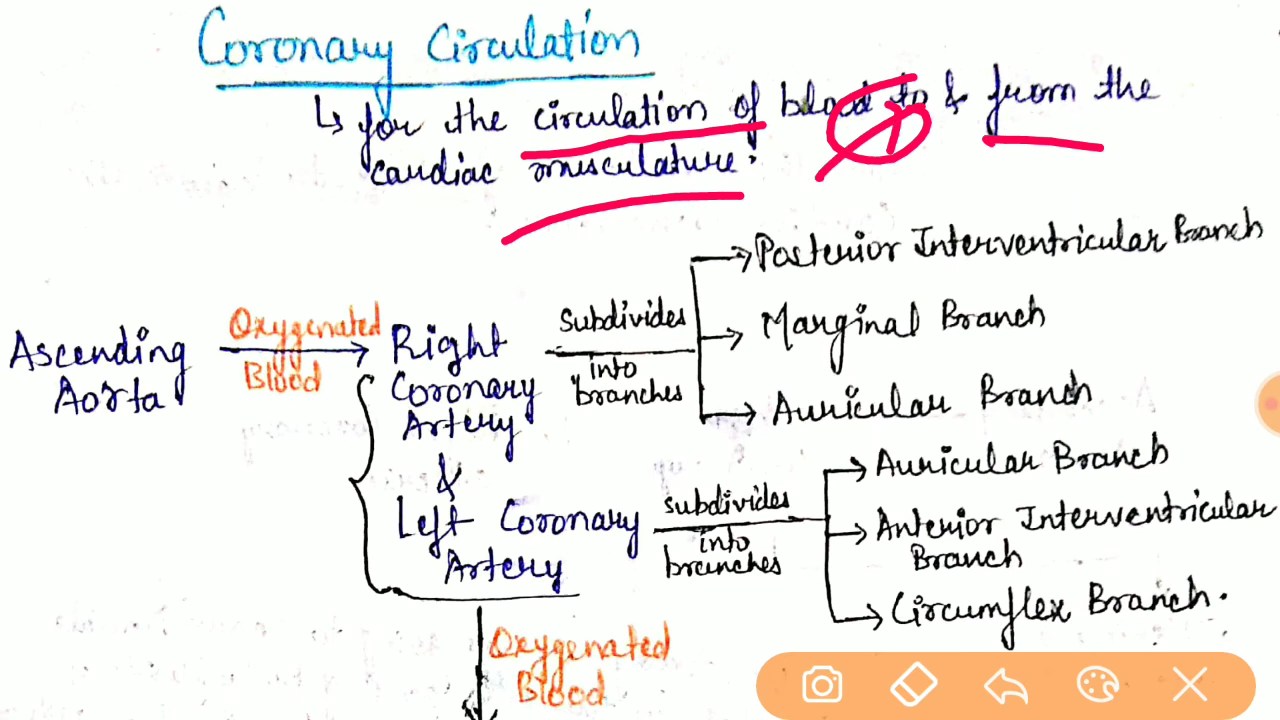 Coronary Circulation
↳ for the circulation of blood to & from the
cardiac musculature.
Ascending
Aorta
Oxygenated
Blood
Right
Coronary
Artery
&
Left Coronary
Artery
Subdivides
into
branches
Posterior Interventricular Branch
Marginal Branch
Auricular Branch
subdivides
into
branches
Auricular Branch
Anterior Interventricular
Branch
Circumflex Branch.
Oxygenated
Blood